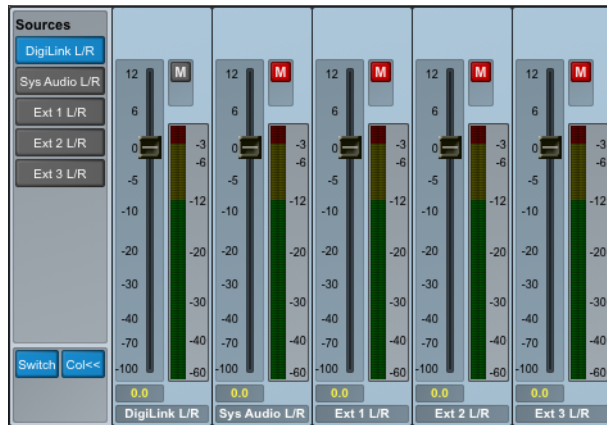 Sources
DigiLink L/R
Sys Audio L/R
Ext 1 L/R
Ext 2 L/R
Ext 3 L/R
Switch Col<<
12 M 12 M 12 M 12 M 12 M
6 6 6 6 6
0 -3 0 -3 0 -3 0 -3 0 -3
-6 -6 -6 -6 -6
-5 -5 -5 -5 -5
-12 -12 -12 -12 -12
-10 -10 -10 -10 -10
-20 -20 -20 -20 -20 -20 -20 -20 -20 -20
-30 -30 -30 -30 -30
-30 -30 -30 -30 -30
-40 -40 -40 -40 -40
-70 -40 -70 -40 -70 -40 -70 -40 -70 -40
-100 -60 -100 -60 -100 -60 -100 -60 -100 -60
0.0 0.0 0.0 0.0 0.0
DigiLink L/R Sys Audio L/R Ext 1 L/R Ext 2 L/R Ext 3 L/R